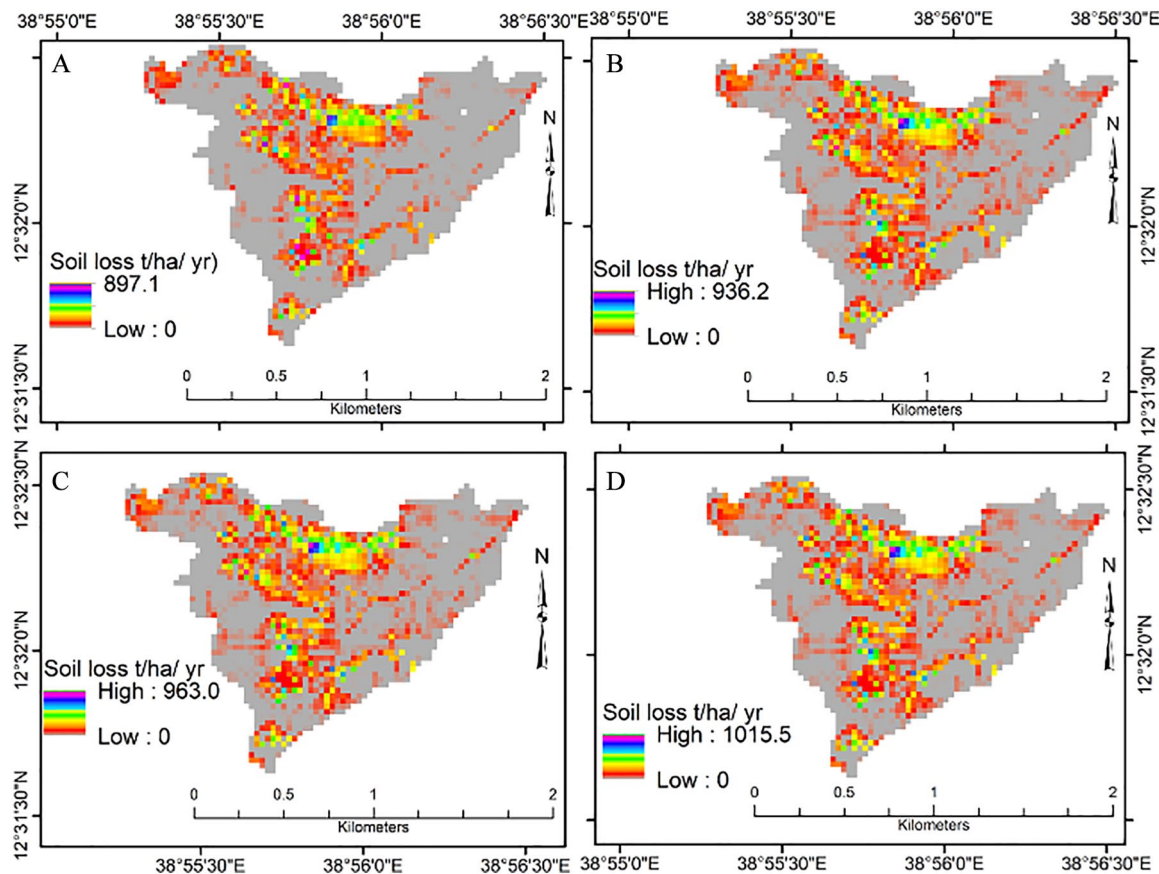 38°55'0"E 38°55'30"E 38°56'0"E 38°56'30"E 38°55'30"E 38°56'0"E 38°56'30"E
A
N
12°32'0"N
12°31'30"N
Soil loss t/ha/ yr)
897.1
Low : 0
0 0.5 1 2
Kilometers
B
N
12°32'0"N
12°31'30"N
Soil loss t/ha/ yr
High : 936.2
Low : 0
0 0.5 1 2
Kilometers
C
N
12°32'30"N
12°32'0"N
12°31'30"N
Soil loss t/ha/ yr
High : 963.0
Low : 0
0 0.5 1 2
Kilometers
D
N
12°32'30"N
12°32'0"N
12°31'30"N
Soil loss t/ha/ yr
High : 1015.5
Low : 0
0 0.5 1 2
Kilometers
38°55'30"E 38°56'0"E 38°56'30"E 38°55'0"E 38°55'30"E 38°56'0"E 38°56'30"E